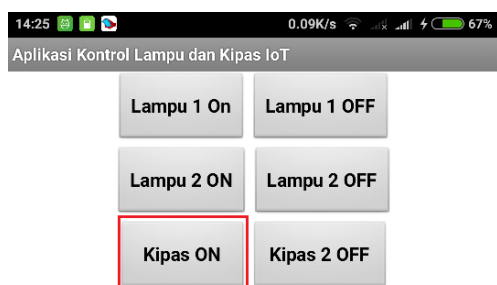 14:25 0.09K/s 67%
Aplikasi Kontrol Lampu dan Kipas IoT
Lampu 1 On Lampu 1 OFF
Lampu 2 ON Lampu 2 OFF
Kipas ON Kipas 2 OFF